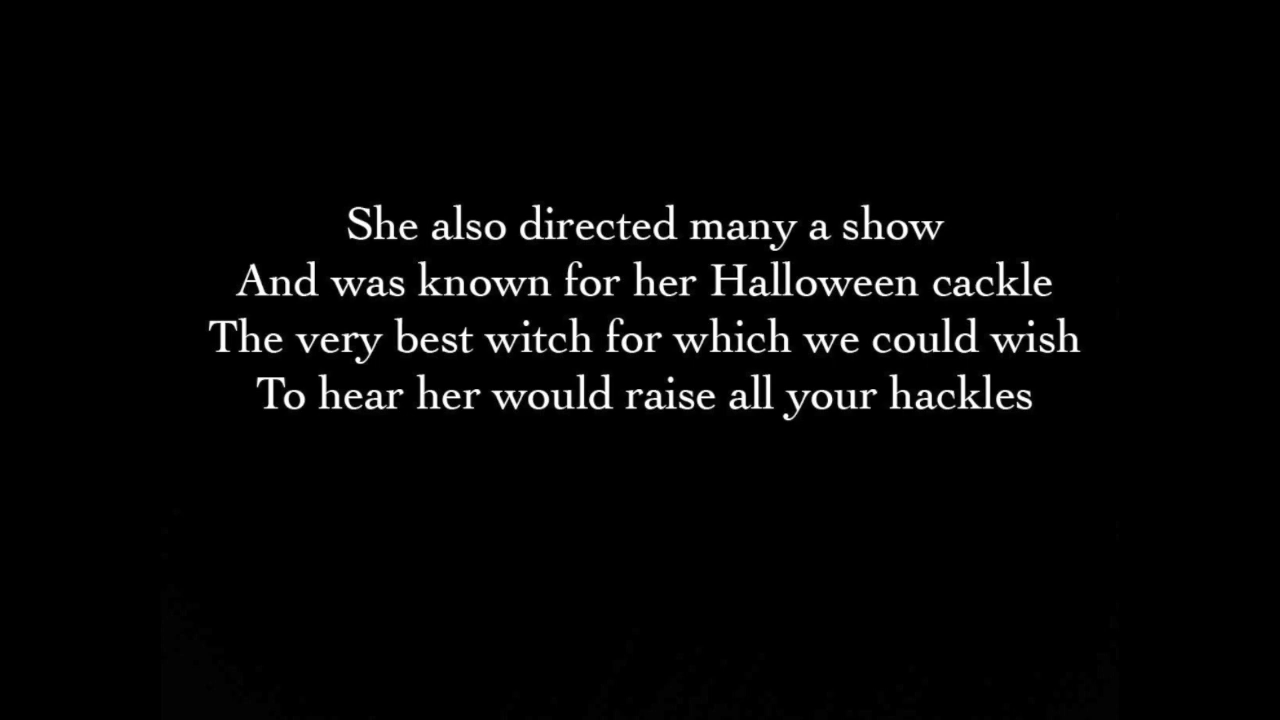 She also directed many a show
And was known for her Halloween cackle
The very best witch for which we could wish
To hear her would raise all your hackles